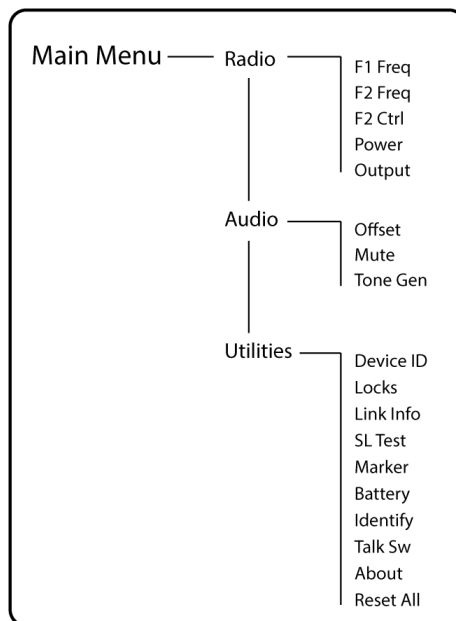 Main Menu
Radio
F1 Freq
F2 Freq
F2 Ctrl
Power
Output
Audio
Offset
Mute
Tone Gen
Utilities
Device ID
Locks
Link Info
SL Test
Marker
Battery
Identify
Talk Sw
About
Reset All